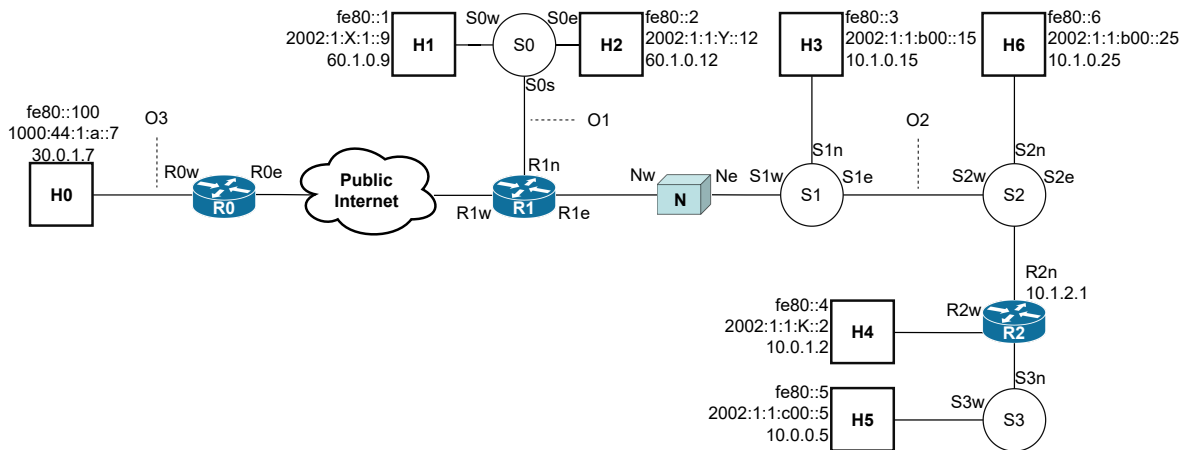 fe80::1
2002:1:X:1::9
60.1.0.9
H1
S0w
S0
S0e
H2
fe80::2
2002:1:1:Y::12
60.1.0.12
S0s
O1
H3
fe80::3
2002:1:1:b00::15
10.1.0.15
H6
fe80::6
2002:1:1:b00::25
10.1.0.25
fe80::100
1000:44:1:a::7
30.0.1.7
H0
O3
R0w
R0e
R0
Public
Internet
R1n
R1w
R1
R1e
Nw
N
Ne
S1n
S1w
S1
S1e
O2
S2n
S2w
S2
S2e
R2n
10.1.2.1
R2w
R2
fe80::4
2002:1:1:K::2
10.0.1.2
H4
fe80::5
2002:1:1:c00::5
10.0.0.5
H5
S3n
S3w
S3